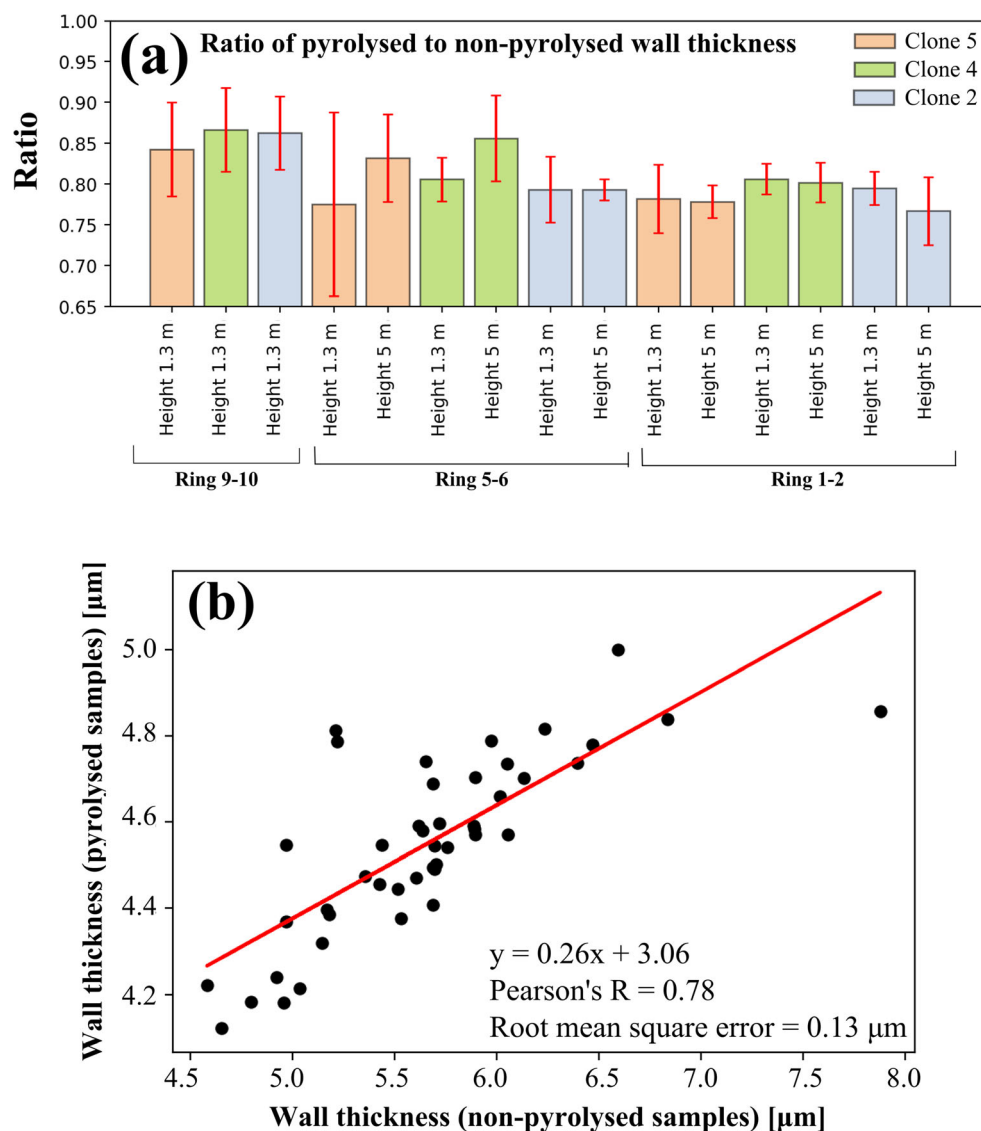 (a)
Ratio of pyrolysed to non-pyrolysed wall thickness
Clone 5
Clone 4
Clone 2
Ratio
1.00
0.95
0.90
0.85
0.80
0.75
0.70
0.65
Height 1.3 m
Height 1.3 m
Height 1.3 m
Height 1.3 m
Height 5 m
Height 1.3 m
Height 5 m
Height 1.3 m
Height 5 m
Height 1.3 m
Height 5 m
Height 1.3 m
Height 5 m
Height 1.3 m
Height 5 m
Ring 9-10
Ring 5-6
Ring 1-2
(b)
Wall thickness (pyrolysed samples) [µm]
5.0
4.8
4.6
4.4
4.2
y = 0.26x + 3.06
Pearson's R = 0.78
Root mean square error = 0.13 µm
4.5 5.0 5.5 6.0 6.5 7.0 7.5 8.0
Wall thickness (non-pyrolysed samples) [µm]